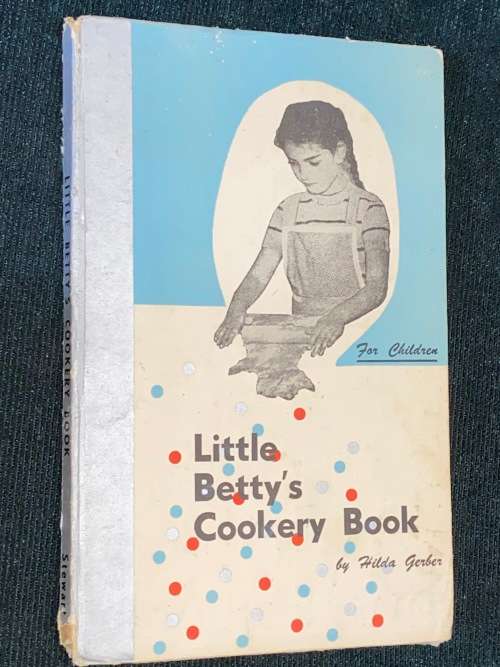 LITTLE BETTY'S COOKERY BOOK
For Children
Little
Betty's
Cookery Book
by Hilda Gerber